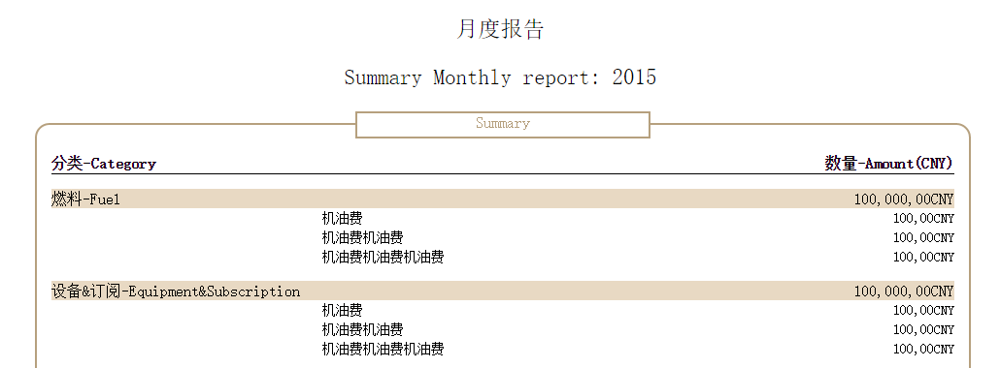 月度报告
Summary Monthly report: 2015
Summary
分类-Category 数量-Amount(CNY)
燃料-Fuel 100,000,00CNY
机油费 100,00CNY
机油费机油费 100,00CNY
机油费机油费机油费 100,00CNY
设备&订阅-Equipment&Subscription 100,000,00CNY
机油费 100,00CNY
机油费机油费 100,00CNY
机油费机油费机油费 100,00CNY